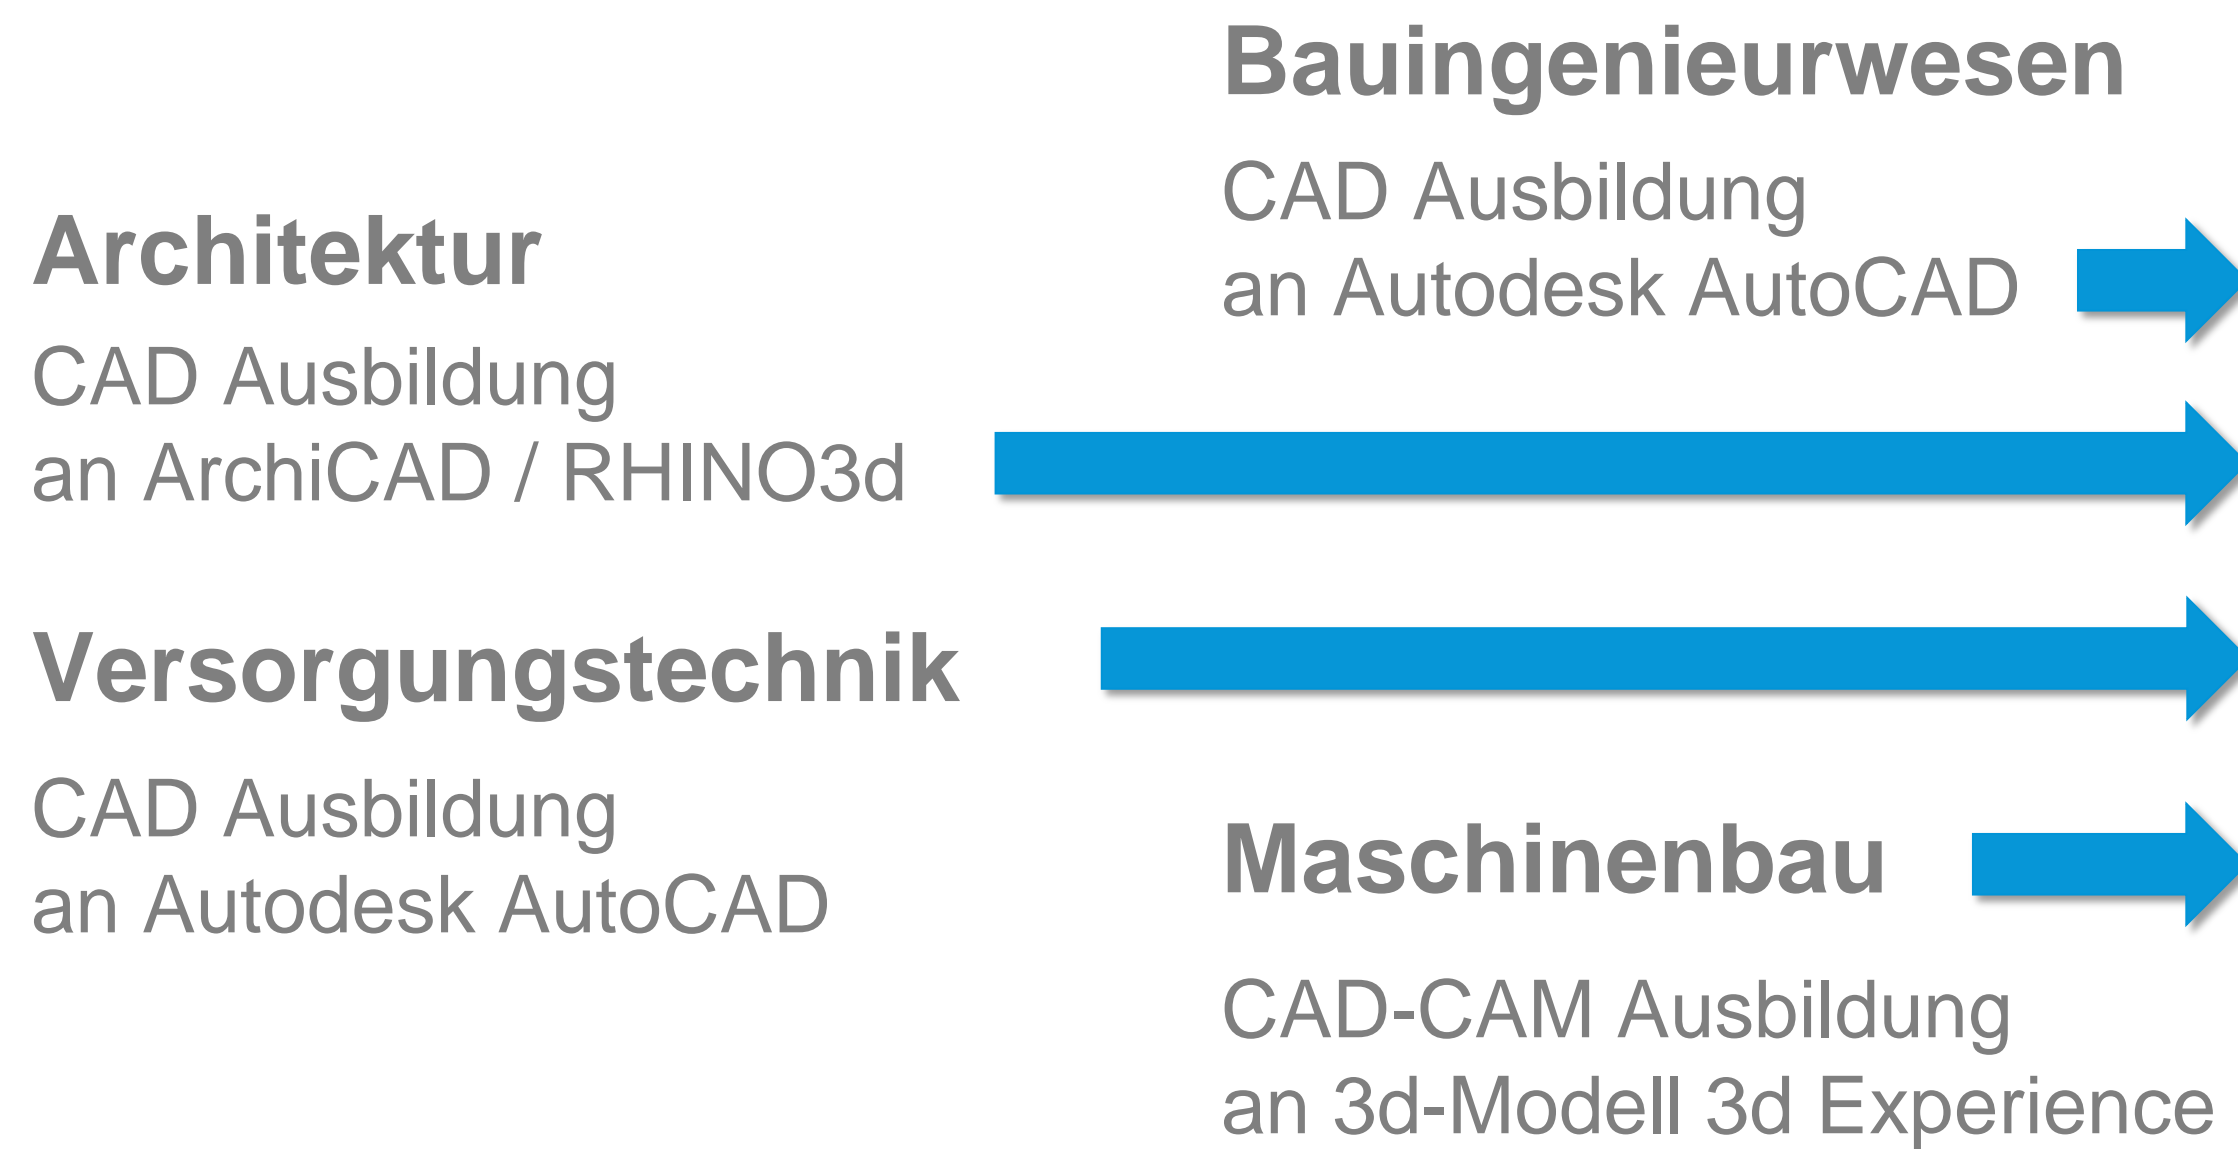 Architektur
CAD Ausbildung
an ArchiCAD / RHINO3d
Versorgungstechnik
CAD Ausbildung
an Autodesk AutoCAD
Bauingenieurwesen
CAD Ausbildung
an Autodesk AutoCAD
Maschinenbau
CAD-CAM Ausbildung
an 3d-Modell 3d Experience